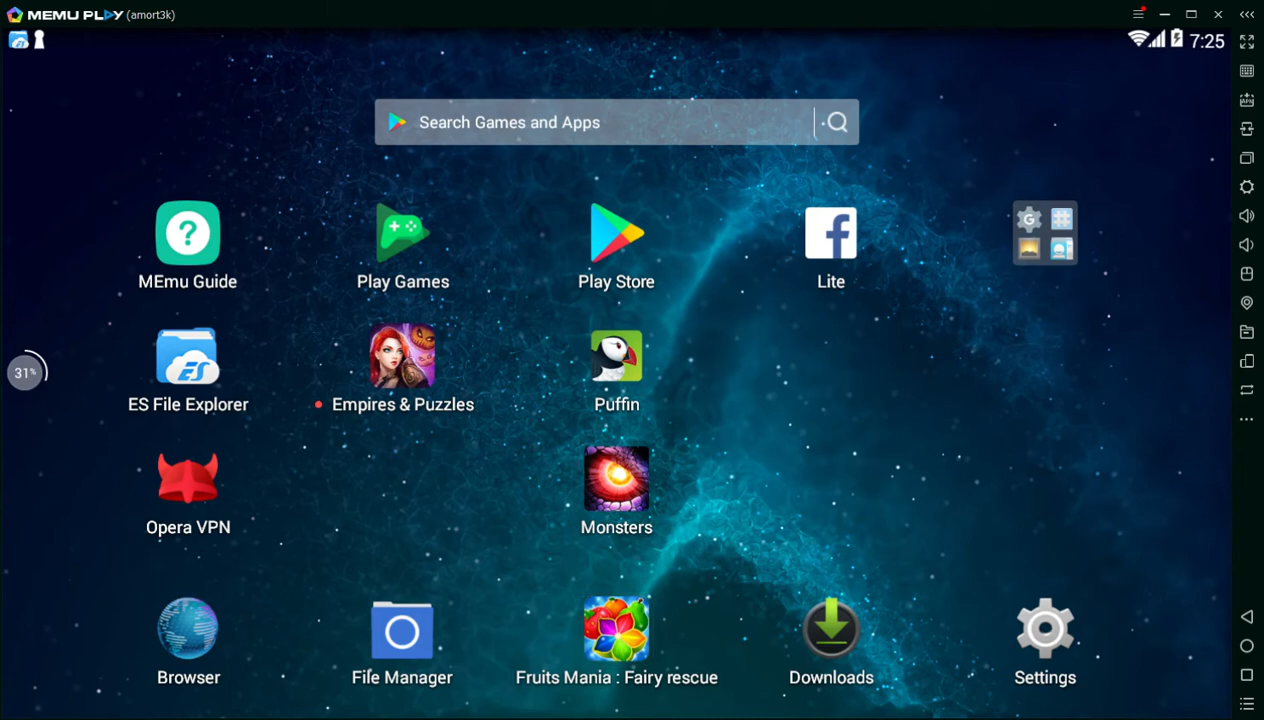 MEMU PLAY (amort3k)
7:25
Search Games and Apps
MEmu Guide
Play Games
Play Store
Lite
ES File Explorer
Empires & Puzzles
Puffin
31%
Opera VPN
Monsters
Browser
File Manager
Fruits Mania : Fairy rescue
Downloads
Settings